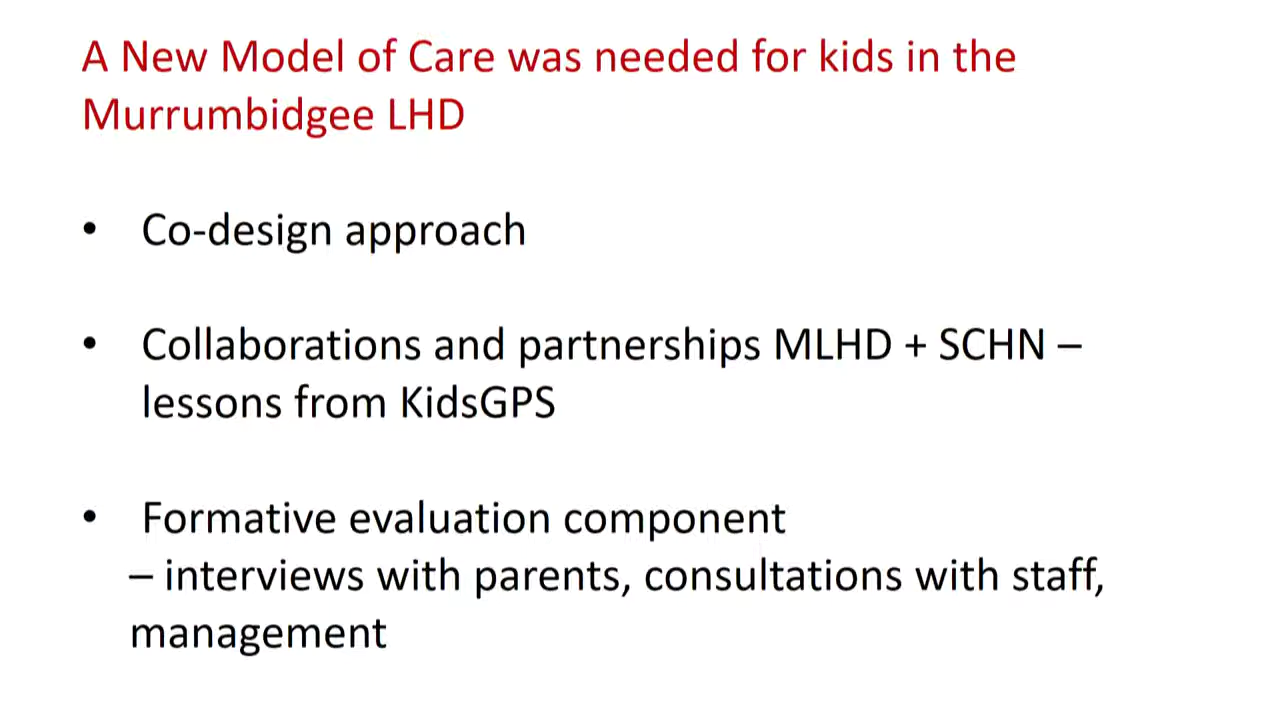 A New Model of Care was needed for kids in the
Murrumbidgee LHD
• Co-design approach
• Collaborations and partnerships MLHD + SCHN –
lessons from KidsGPS
• Formative evaluation component
– interviews with parents, consultations with staff,
management